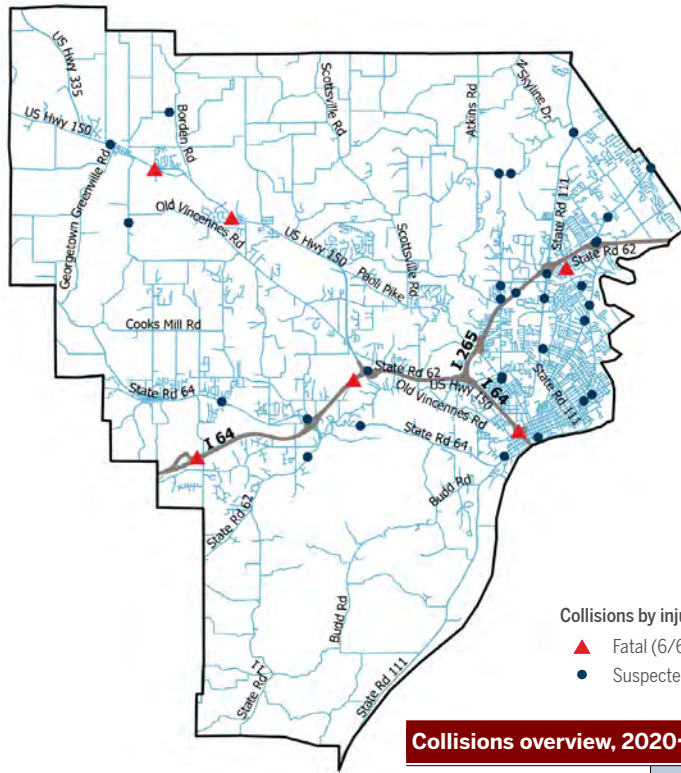 US Hwy 335
US Hwy 150
Borden Rd
Scottsville Rd
Atkins Rd
N Skyline Dr
Georgetown Greenville Rd
Old Vincennes Rd
US Hwy 150
Scottsville Rd
State Rd 111
State Rd 62
Paoli Pike
Cooks Mill Rd
I 265
State Rd 62
US Hwy 150
I 64
State Rd 64
Old Vincennes Rd
State Rd 111
I 64
State Rd 64
Budd Rd
State Rd 62
Budd Rd
State Rd 11
State Rd 111
Collisions by inju
Fatal (6/6
Suspecte
Collisions overview, 2020-